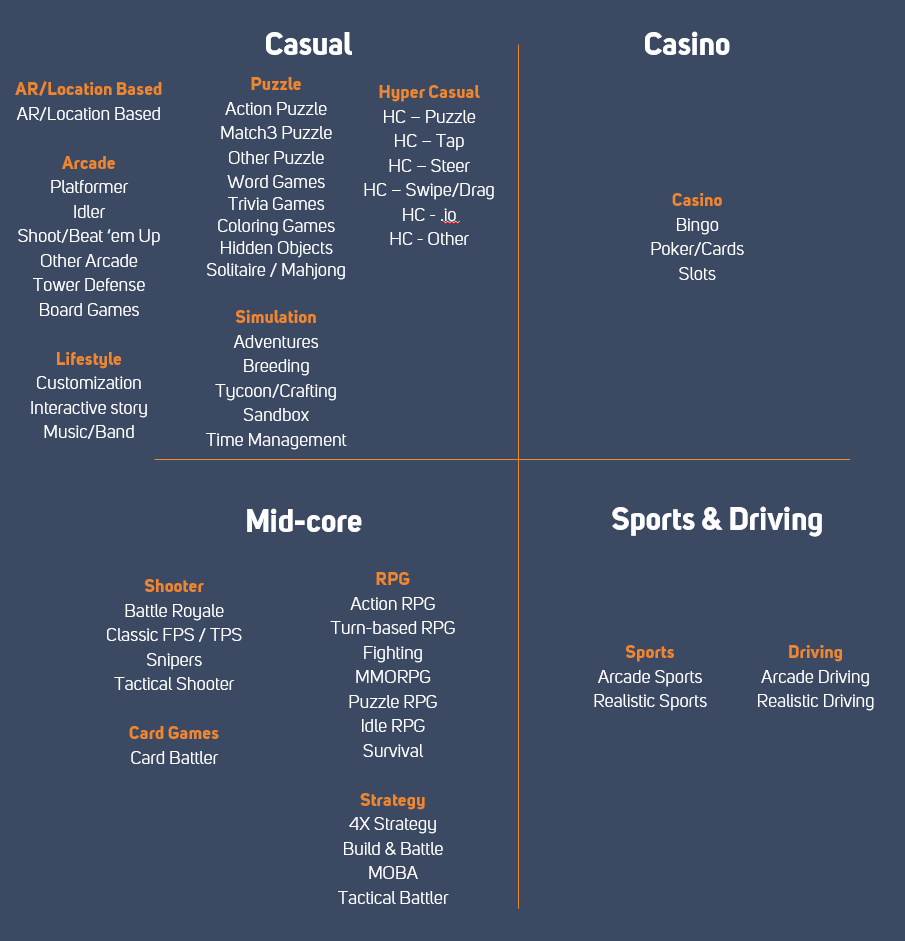 Casual
AR/Location Based
AR/Location Based
Arcade
Platformer
Idler
Shoot/Beat ‘em Up
Other Arcade
Tower Defense
Board Games
Lifestyle
Customization
Interactive story
Music/Band
Puzzle
Action Puzzle
Match3 Puzzle
Other Puzzle
Word Games
Trivia Games
Coloring Games
Hidden Objects
Solitaire / Mahjong
Simulation
Adventures
Breeding
Tycoon/Crafting
Sandbox
Time Management
Hyper Casual
HC – Puzzle
HC – Tap
HC – Steer
HC – Swipe/Drag
HC - .io
HC - Other
Casino
Casino
Bingo
Poker/Cards
Slots
Mid-core
Shooter
Battle Royale
Classic FPS / TPS
Snipers
Tactical Shooter
Card Games
Card Battler
RPG
Action RPG
Turn-based RPG
Fighting
MMORPG
Puzzle RPG
Idle RPG
Survival
Strategy
4X Strategy
Build & Battle
MOBA
Tactical Battler
Sports & Driving
Sports
Arcade Sports
Realistic Sports
Driving
Arcade Driving
Realistic Driving